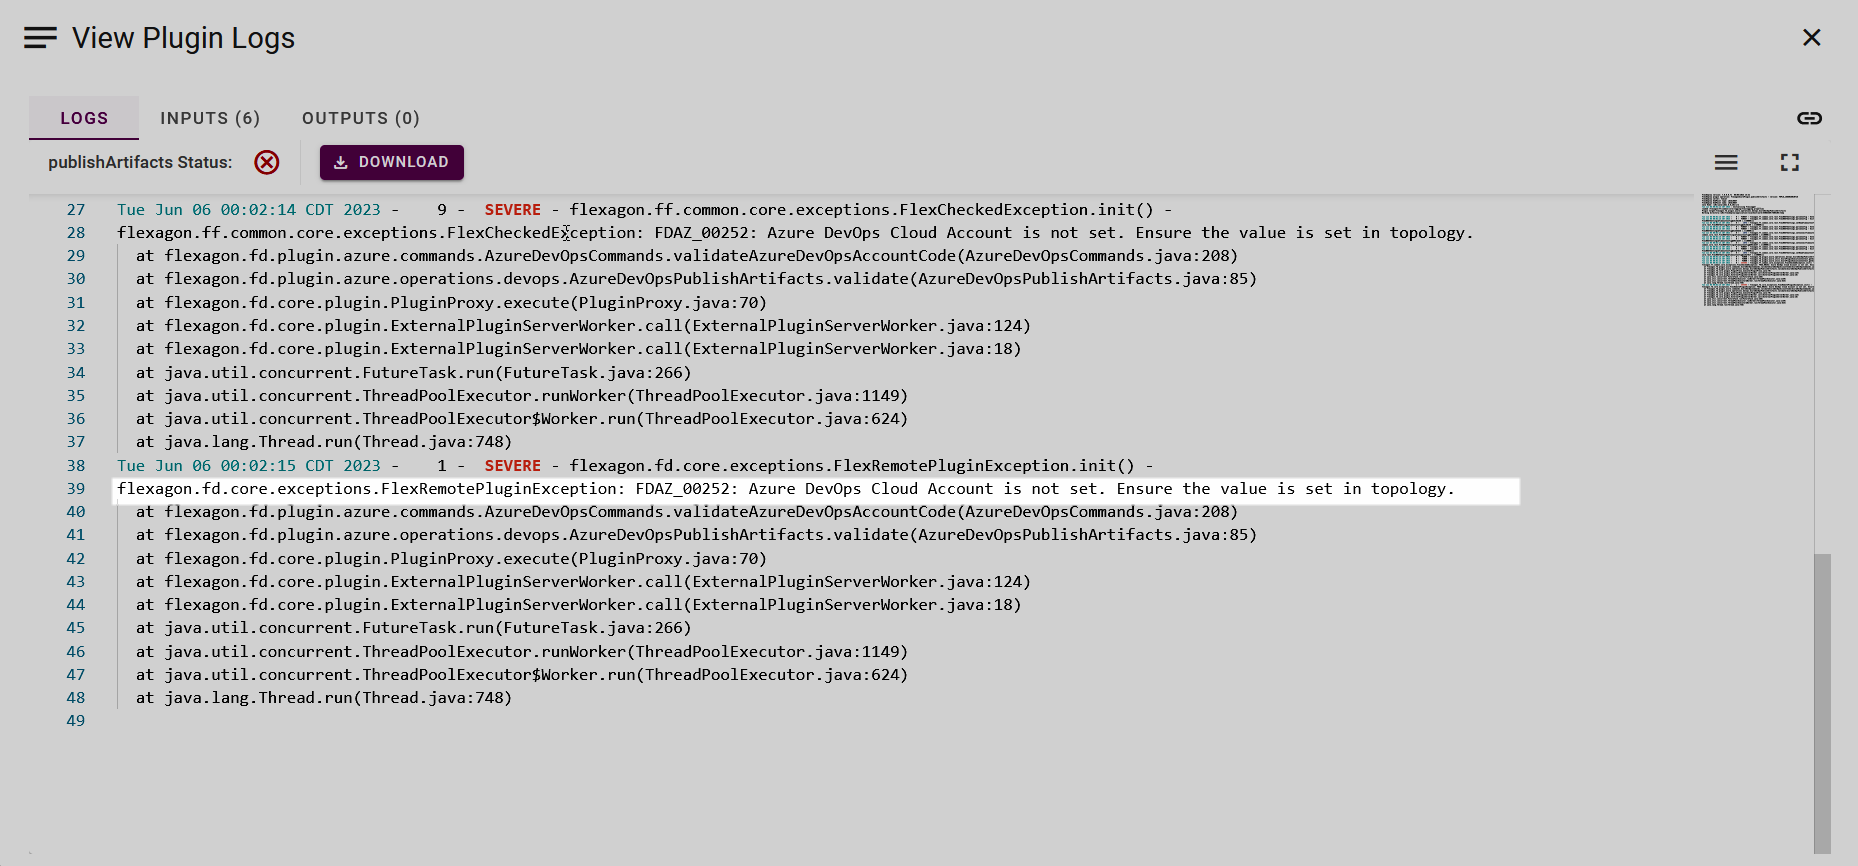 View Plugin Logs
LOGS INPUTS (6) OUTPUTS (0)
publishArtifacts Status: DOWNLOAD
27 Tue Jun 06 00:02:14 CDT 2023 - 9 - SEVERE - flexagon.ff.common.core.exceptions.FlexCheckedException.init() -
28 flexagon.ff.common.core.exceptions.FlexCheckedException: FDAZ_00252: Azure DevOps Cloud Account is not set. Ensure the value is set in topology.
29 at flexagon.fd.plugin.azure.commands.AzureDevOpsCommands.validateAzureDevOpsAccountCode(AzureDevOpsCommands.java:208)
30 at flexagon.fd.plugin.azure.operations.devops.AzureDevOpsPublishArtifacts.validate(AzureDevOpsPublishArtifacts.java:85)
31 at flexagon.fd.core.plugin.PluginProxy.execute(PluginProxy.java:70)
32 at flexagon.fd.core.plugin.ExternalPluginServerWorker.call(ExternalPluginServerWorker.java:124)
33 at flexagon.fd.core.plugin.ExternalPluginServerWorker.call(ExternalPluginServerWorker.java:18)
34 at java.util.concurrent.FutureTask.run(FutureTask.java:266)
35 at java.util.concurrent.ThreadPoolExecutor.runWorker(ThreadPoolExecutor.java:1149)
36 at java.util.concurrent.ThreadPoolExecutor$Worker.run(ThreadPoolExecutor.java:624)
37 at java.lang.Thread.run(Thread.java:748)
38 Tue Jun 06 00:02:15 CDT 2023 - 1 - SEVERE - flexagon.fd.core.exceptions.FlexRemotePluginException.init() -
39 flexagon.fd.core.exceptions.FlexRemotePluginException: FDAZ_00252: Azure DevOps Cloud Account is not set. Ensure the value is set in topology.
40 at flexagon.fd.plugin.azure.commands.AzureDevOpsCommands.validateAzureDevOpsAccountCode(AzureDevOpsCommands.java:208)
41 at flexagon.fd.plugin.azure.operations.devops.AzureDevOpsPublishArtifacts.validate(AzureDevOpsPublishArtifacts.java:85)
42 at flexagon.fd.core.plugin.PluginProxy.execute(PluginProxy.java:70)
43 at flexagon.fd.core.plugin.ExternalPluginServerWorker.call(ExternalPluginServerWorker.java:124)
44 at flexagon.fd.core.plugin.ExternalPluginServerWorker.call(ExternalPluginServerWorker.java:18)
45 at java.util.concurrent.FutureTask.run(FutureTask.java:266)
46 at java.util.concurrent.ThreadPoolExecutor.runWorker(ThreadPoolExecutor.java:1149)
47 at java.util.concurrent.ThreadPoolExecutor$Worker.run(ThreadPoolExecutor.java:624)
48 at java.lang.Thread.run(Thread.java:748)
49